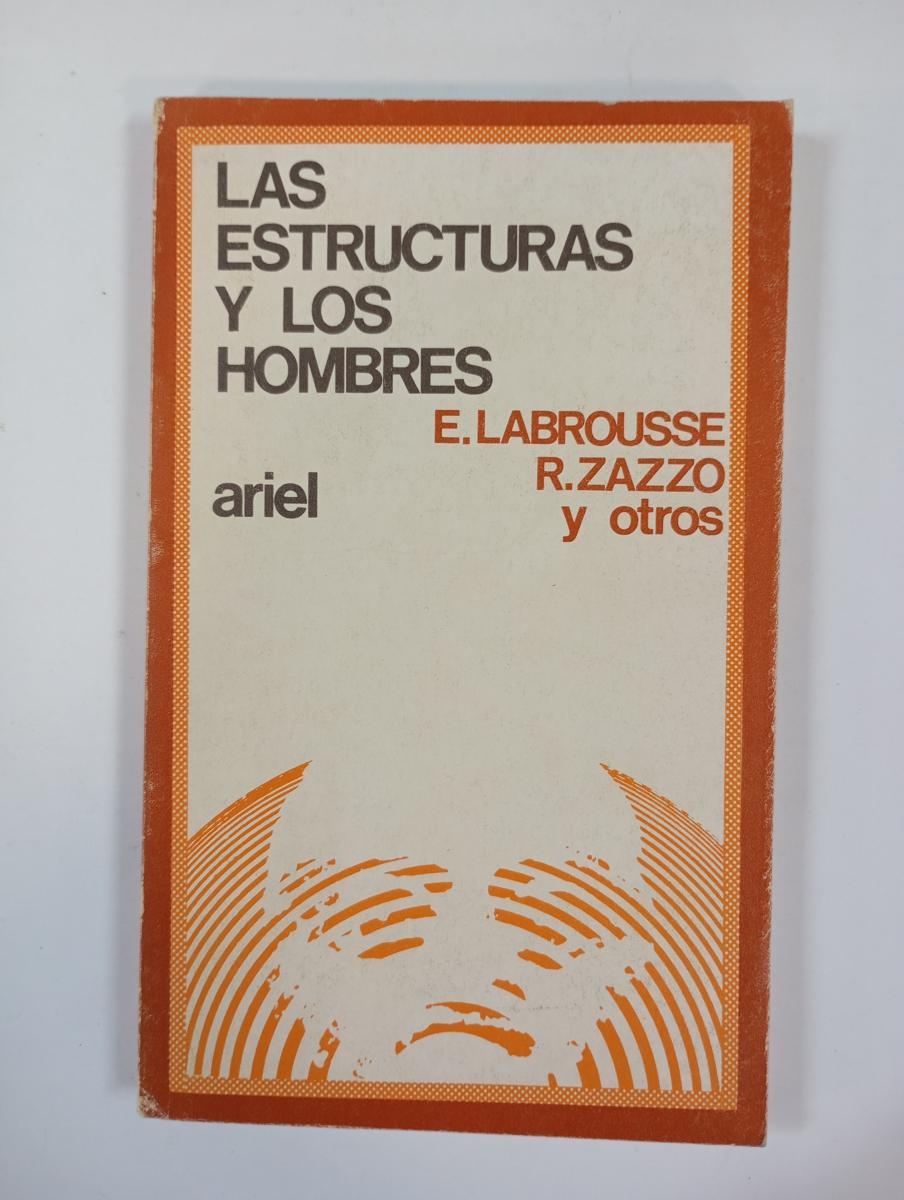 LAS
ESTRUCTURAS
Y LOS
HOMBRES
E. LABROUSSE
R. ZAZZO
y otros
ariel